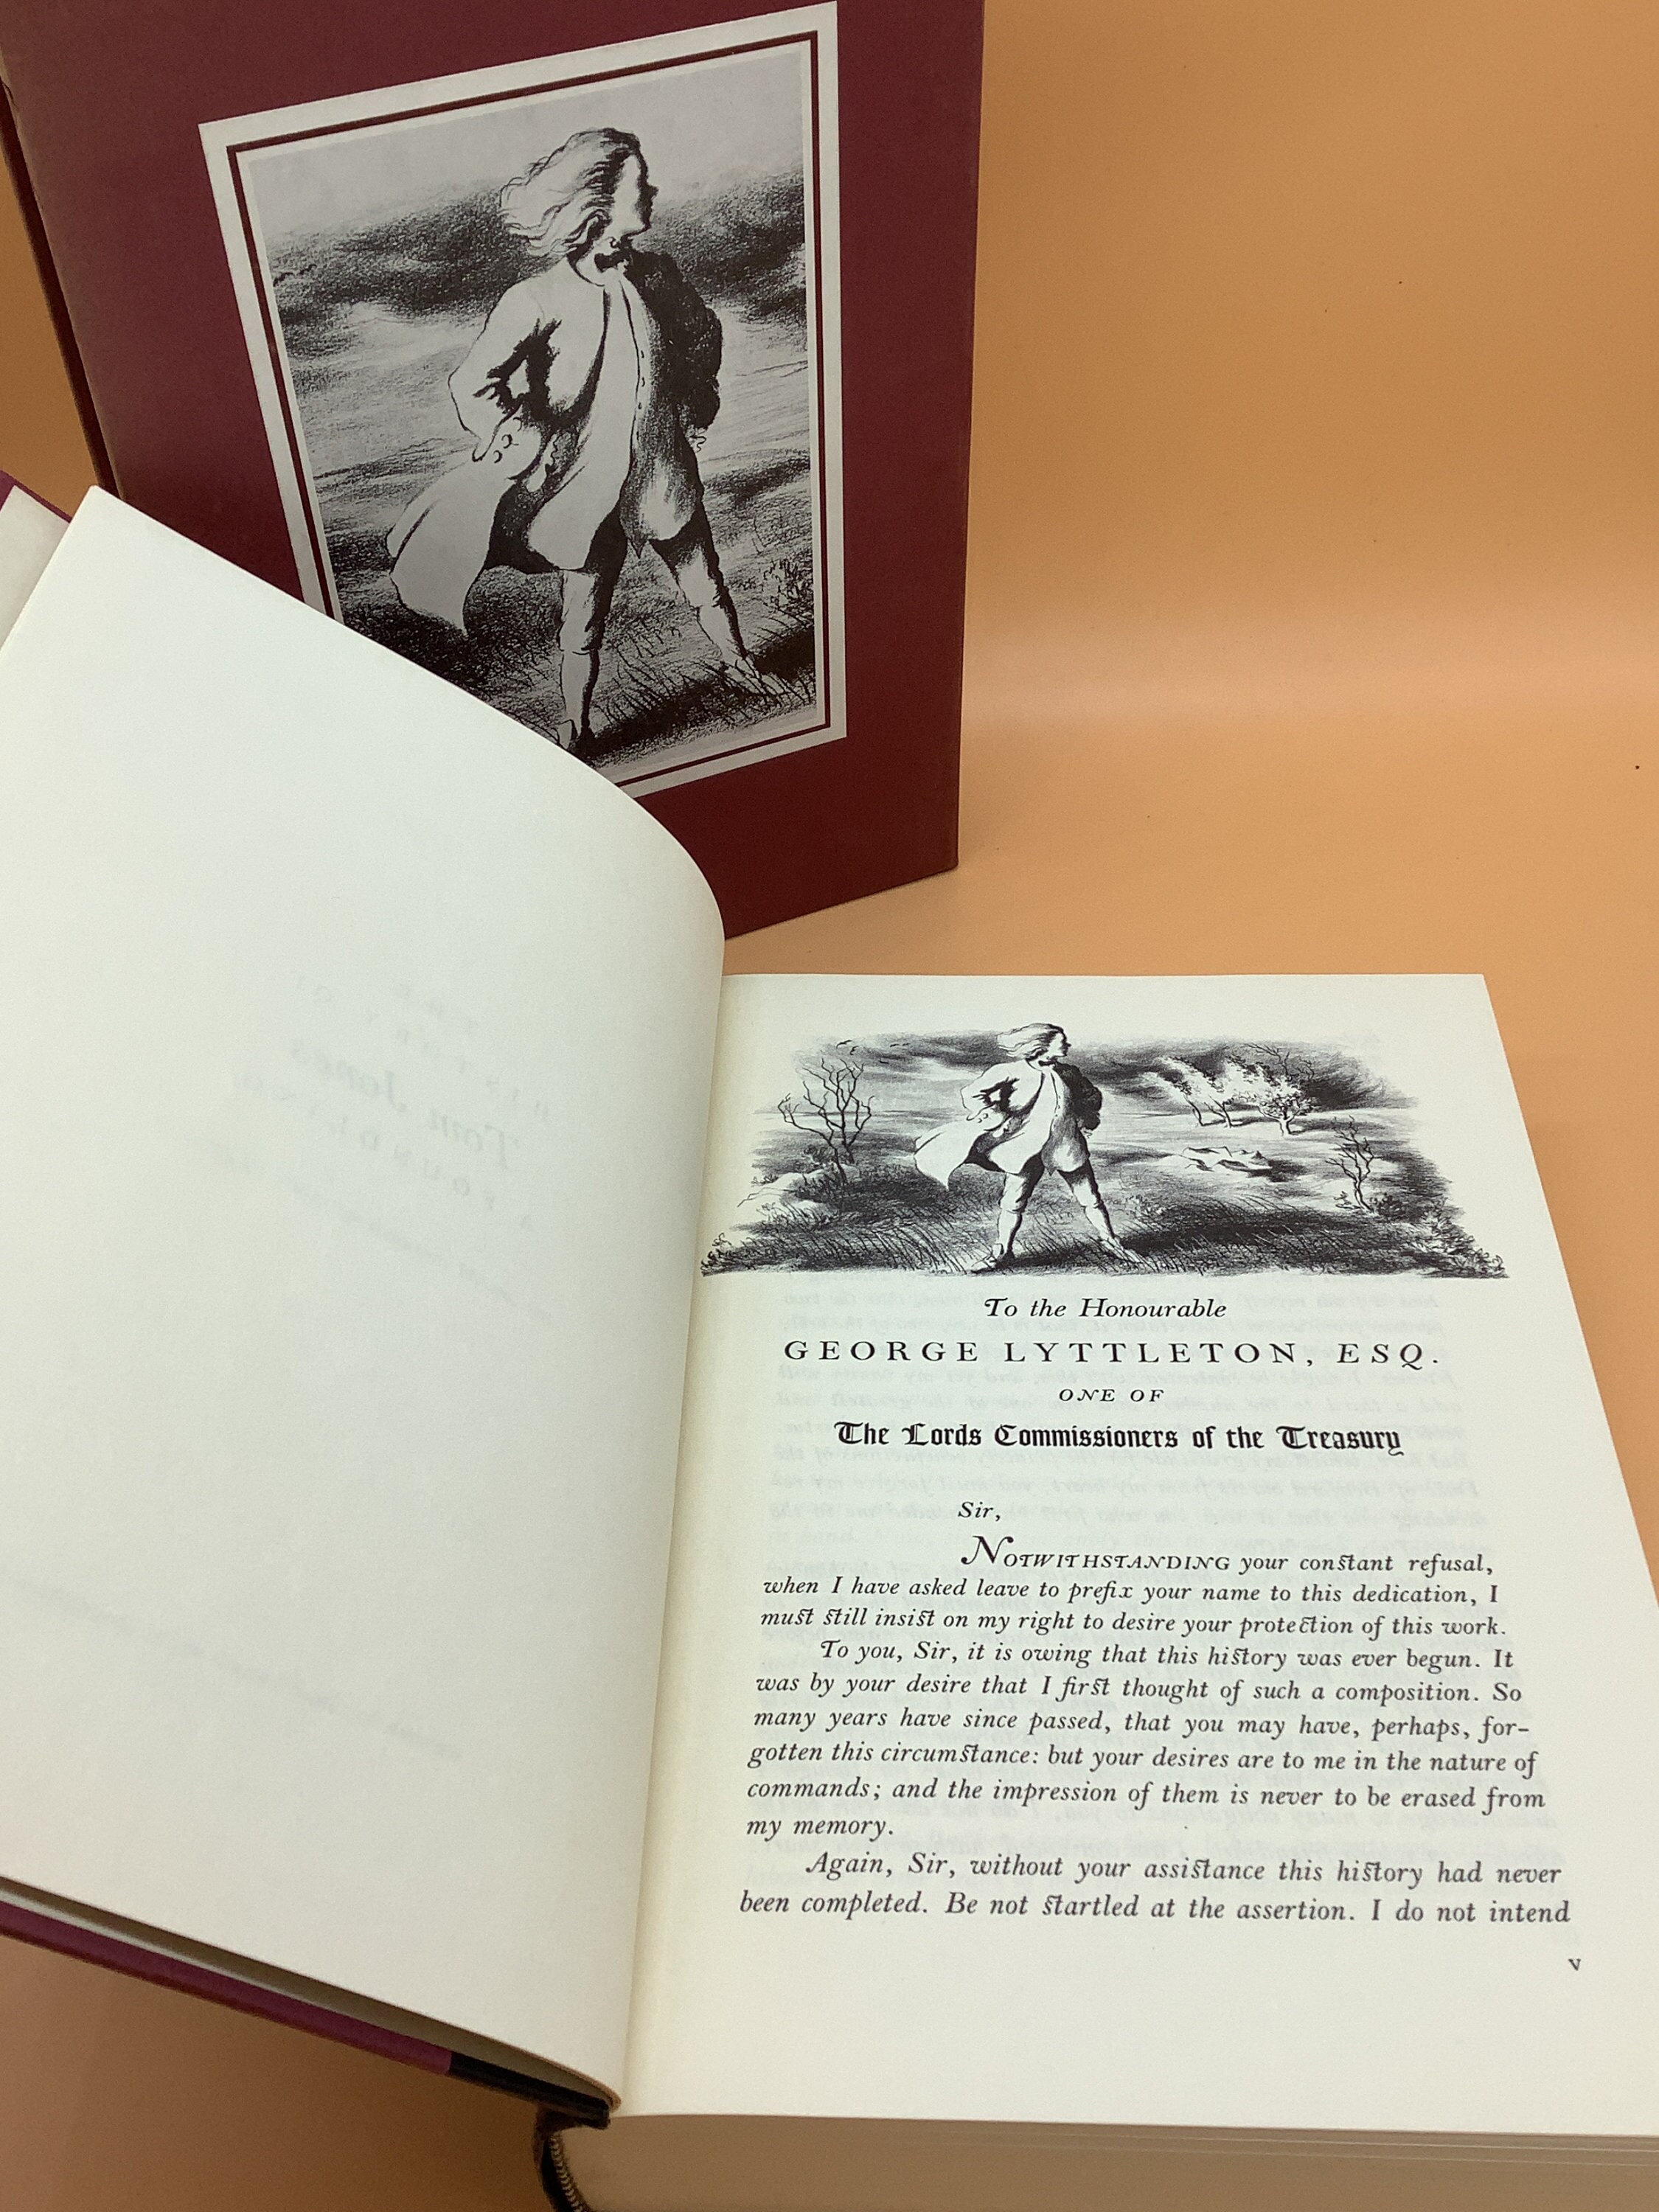 To the Honourable
GEORGE LYTTLETON, ESQ.
ONE OF
The Lords Commissioners of the Treasury
Sir,
NOTWITHSTANDING your constant refusal,
when I have asked leave to prefix your name to this dedication, I
must still insist on my right to desire your protection of this work.
To you, Sir, it is owing that this history was ever begun. It
was by your desire that I first thought of such a composition. So
many years have since passed, that you may have, perhaps, for-
gotten this circumstance: but your desires are to me in the nature of
commands; and the impression of them is never to be erased from
my memory.
Again, Sir, without your assistance this history had never
been completed. Be not startled at the assertion. I do not intend
v